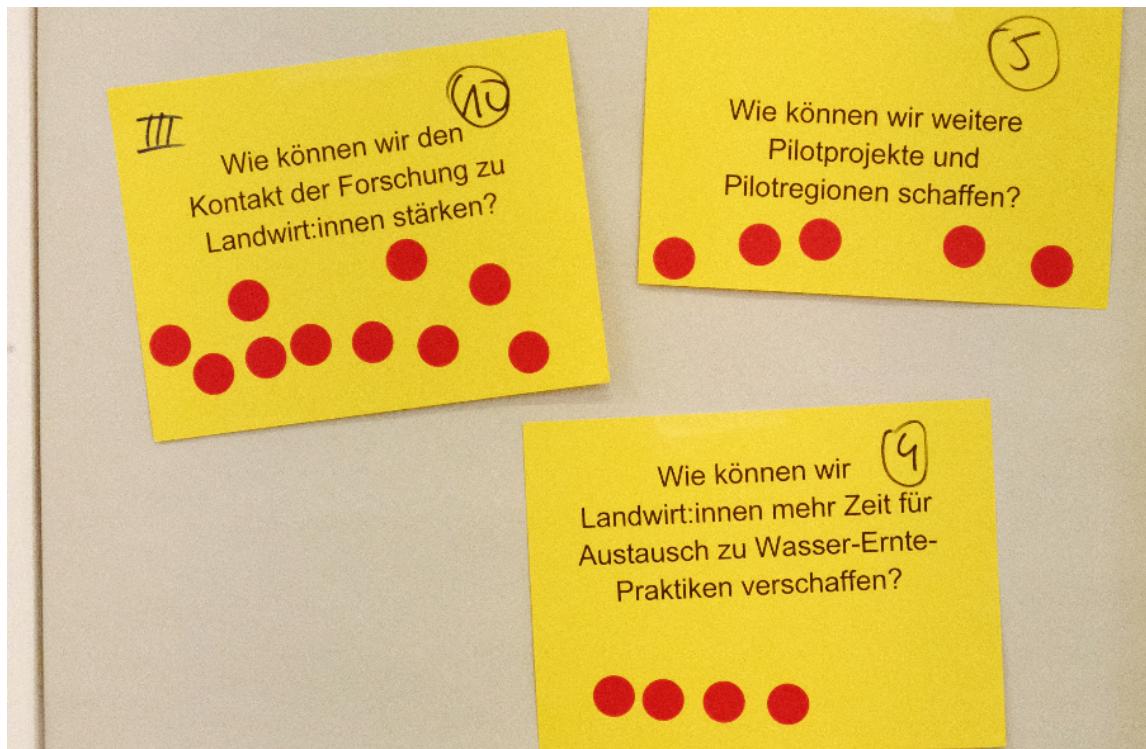 III
10
Wie können wir den
Kontakt der Forschung zu
Landwirt:innen stärken?
5
Wie können wir weitere
Pilotprojekte und
Pilotregionen schaffen?
4
Wie können wir
Landwirt:innen mehr Zeit für
Austausch zu Wasser-Ernte-
Praktiken verschaffen?